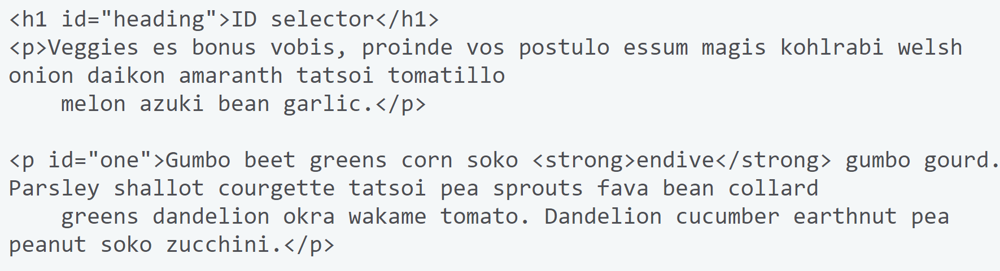 <h1 id="heading">ID selector</h1>
<p>Veggies es bonus vobis, proinde vos postulo essum magis kohlrabi welsh
onion daikon amaranth tatsoi tomatillo
    melon azuki bean garlic.</p>

<p id="one">Gumbo beet greens corn soko <strong>endive</strong> gumbo gourd.
Parsley shallot courgette tatsoi pea sprouts fava bean collard
    greens dandelion okra wakame tomato. Dandelion cucumber earthnut pea
peanut soko zucchini.</p>